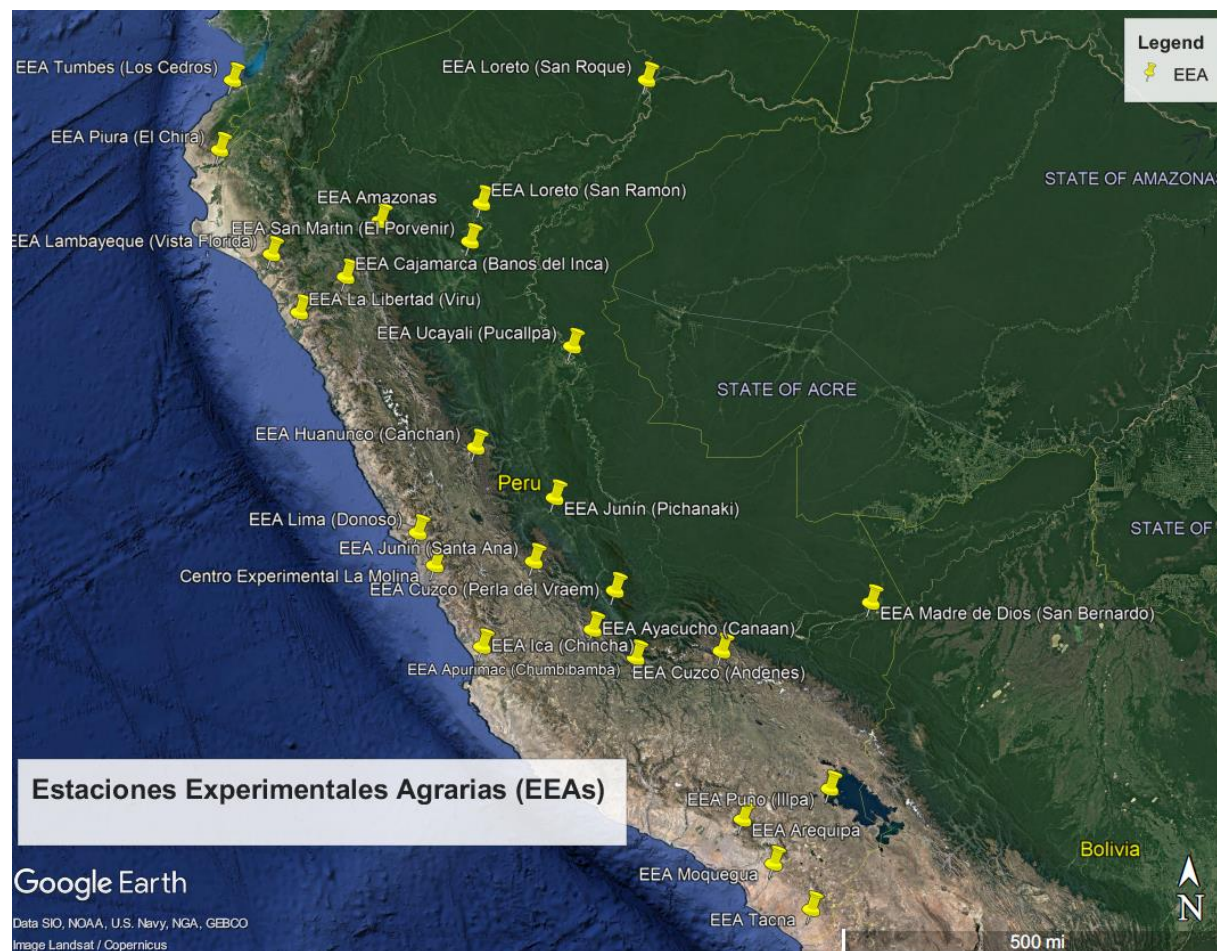 Legend
EEA
EEA Tumbes (Los Cedros)
EEA Loreto (San Roque)
EEA Piura (El Chira)
STATE OF AMAZONAS
EEA Amazonas
EEA Loreto (San Ramon)
EEA San Martin (El Porvenir)
EEA Lambayeque (Vista Florida)
EEA Cajamarca (Banos del Inca)
EEA La Libertad (Viru)
EEA Ucayali (Pucallpa)
STATE OF ACRE
EEA Huanunco (Canchan)
Peru
EEA Junín (Pichanaki)
EEA Lima (Donoso)
STATE OF
EEA Junín (Santa Ana)
Centro Experimental La Molina
EEA Cuzco (Perla del Vraem)
EEA Madre de Dios (San Bernardo)
EEA Ayacucho (Canaan)
EEA Ica (Chincha)
EEA Apurimac (Chumbibamba)
EEA Cuzco (Andenes)
Estaciones Experimentales Agrarias (EEAs)
EEA Puno (Illpa)
EEA Arequipa
Bolivia
EEA Moquegua
EEA Tacna
Google Earth
N
Data SIO, NOAA, U.S. Navy, NGA, GEBCO
Image Landsat / Copernicus
500 mi